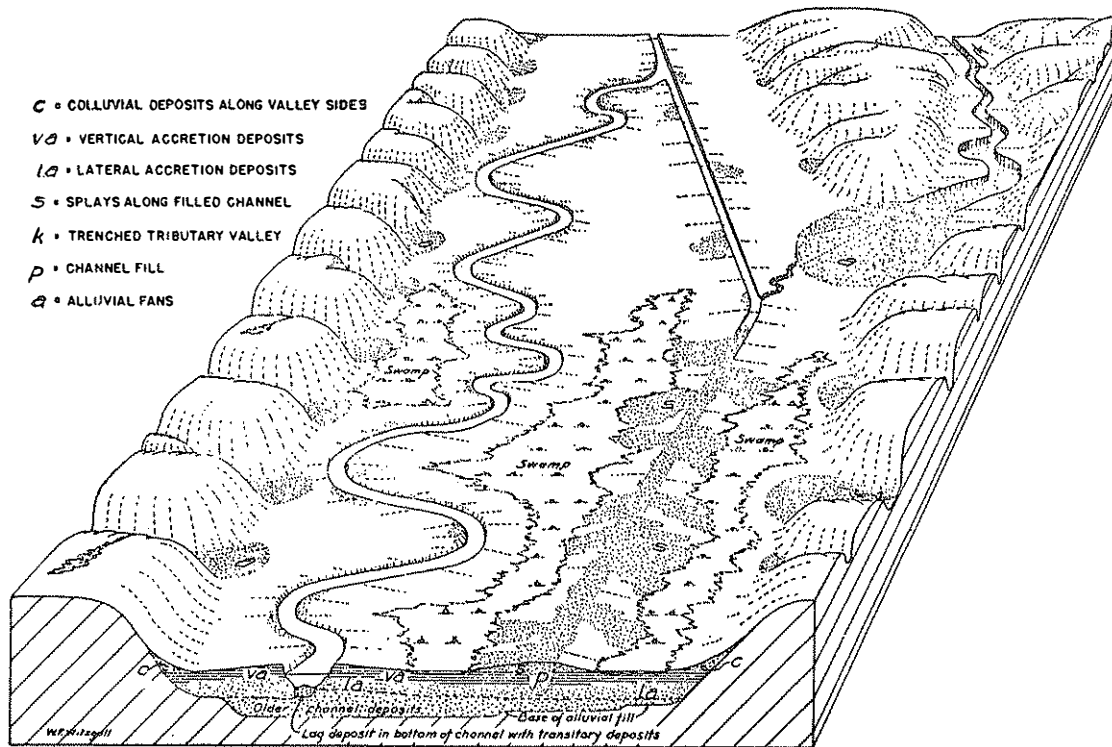 C = COLLUVIAL DEPOSITS ALONG VALLEY SIDES
va = VERTICAL ACCRETION DEPOSITS
la = LATERAL ACCRETION DEPOSITS
S = SPLAYS ALONG FILLED CHANNEL
k = TRENCHED TRIBUTARY VALLEY
p = CHANNEL FILL
a = ALLUVIAL FANS
k
Swamp
S
Swamp
Swamp
S
C
va
la
va
S
p
la
C
Older channel deposits
Base of alluvial fill
Lag deposit in bottom of channel with transitory deposits